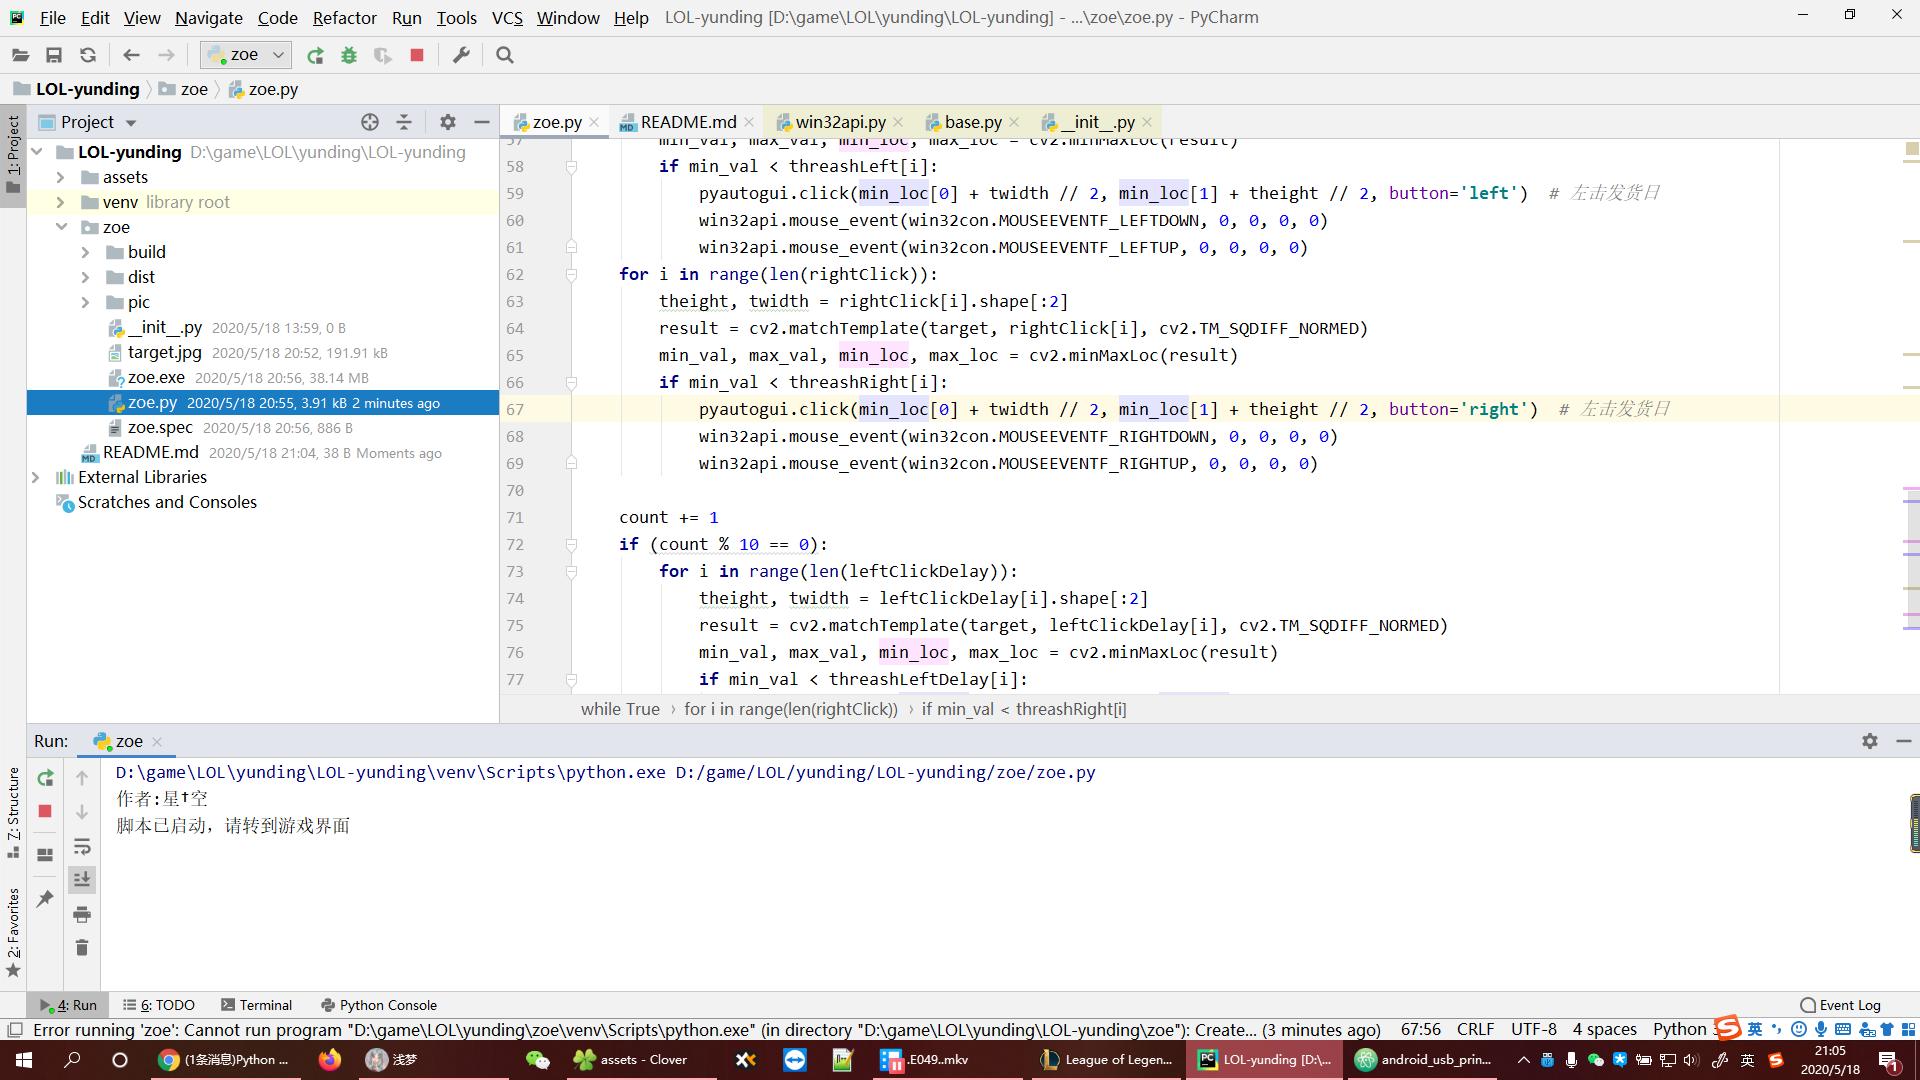 File Edit View Navigate Code Refactor Run Tools VCS Window Help LOL-yunding [D:\game\LOL\yunding\LOL-yunding] - ...\zoe\zoe.py - PyCharm
zoe
LOL-yunding zoe zoe.py
1: Project
Project
zoe.py README.md win32api.py base.py __init__.py
LOL-yunding D:\game\LOL\yunding\LOL-yunding
assets
venv library root
zoe
build
dist
pic
__init__.py 2020/5/18 13:59, 0 B
target.jpg 2020/5/18 20:52, 191.91 kB
zoe.exe 2020/5/18 20:56, 38.14 MB
zoe.py 2020/5/18 20:55, 3.91 kB 2 minutes ago
zoe.spec 2020/5/18 20:56, 886 B
README.md 2020/5/18 21:04, 38 B Moments ago
External Libraries
Scratches and Consoles
57 min_val, max_val, min_loc, max_loc = cv2.minMaxLoc(result)
58 if min_val < threashLeft[i]:
59 pyautogui.click(min_loc[0] + twidth // 2, min_loc[1] + theight // 2, button='left') # 左击发货日
60 win32api.mouse_event(win32con.MOUSEEVENTF_LEFTDOWN, 0, 0, 0, 0)
61 win32api.mouse_event(win32con.MOUSEEVENTF_LEFTUP, 0, 0, 0, 0)
62 for i in range(len(rightClick)):
63 theight, twidth = rightClick[i].shape[:2]
64 result = cv2.matchTemplate(target, rightClick[i], cv2.TM_SQDIFF_NORMED)
65 min_val, max_val, min_loc, max_loc = cv2.minMaxLoc(result)
66 if min_val < threashRight[i]:
67 pyautogui.click(min_loc[0] + twidth // 2, min_loc[1] + theight // 2, button='right') # 左击发货日
68 win32api.mouse_event(win32con.MOUSEEVENTF_RIGHTDOWN, 0, 0, 0, 0)
69 win32api.mouse_event(win32con.MOUSEEVENTF_RIGHTUP, 0, 0, 0, 0)
70
71 count += 1
72 if (count % 10 == 0):
73 for i in range(len(leftClickDelay)):
74 theight, twidth = leftClickDelay[i].shape[:2]
75 result = cv2.matchTemplate(target, leftClickDelay[i], cv2.TM_SQDIFF_NORMED)
76 min_val, max_val, min_loc, max_loc = cv2.minMaxLoc(result)
77 if min_val < threashLeftDelay[i]:
while True › for i in range(len(rightClick)) › if min_val < threashRight[i]
Run: zoe
D:\game\LOL\yunding\LOL-yunding\venv\Scripts\python.exe D:/game/LOL/yunding/LOL-yunding/zoe/zoe.py
作者:星†空
脚本已启动，请转到游戏界面
7: Structure
2: Favorites
4: Run 6: TODO Terminal Python Console Event Log
Error running 'zoe': Cannot run program "D:\game\LOL\yunding\zoe\venv\Scripts\python.exe" (in directory "D:\game\LOL\yunding\LOL-yunding\zoe"): Create... (3 minutes ago) 67:56 CRLF UTF-8 4 spaces Python 英
(1条消息)Python ... 浅梦 assets - Clover .E049..mkv League of Legen... LOL-yunding [D:\... android_usb_prin... 英 21:05
2020/5/18 1